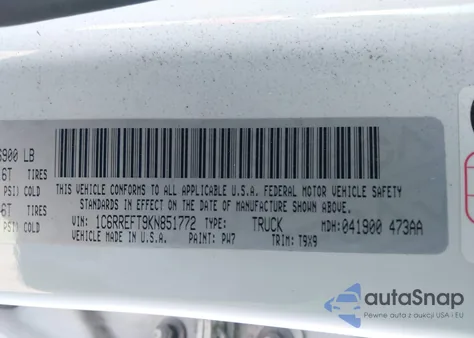 6900 LB
6T TIRES
PSI) COLD
6T TIRES
PSI) COLD
THIS VEHICLE CONFORMS TO ALL APPLICABLE U.S.A. FEDERAL MOTOR VEHICLE SAFETY
STANDARDS IN EFFECT ON THE DATE OF MANUFACTURE SHOWN ABOVE.
VIN: 1C6RREFT9KN851772 TYPE: TRUCK MDH: 041900 473AA
VEHICLE MADE IN U.S.A. PAINT: PW7 TRIM: T9X9
autoSnap
Pewne auta z aukcji USA i EU